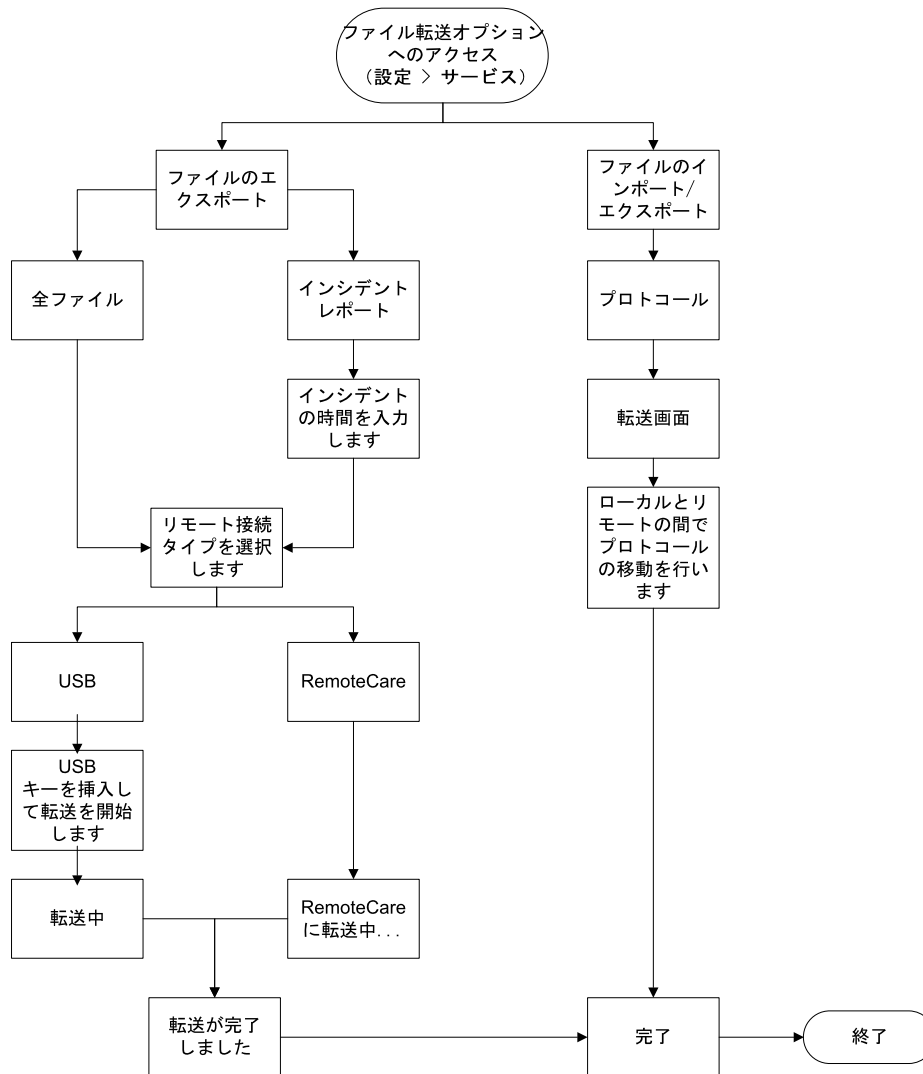 ファイル転送オプション
へのアクセス
（設定 > サービス）
ファイルのエ
クスポート
ファイルのイ
ンポート/
エクスポート
全ファイル
インシデント
レポート
プロトコール
インシデント
の時間を入力
します
転送画面
リモート接続
タイプを選択
します
ローカルとリ
モートの間で
プロトコール
の移動を行い
ます
USB
RemoteCare
USB
キーを挿入し
て転送を開始
します
転送中
RemoteCare
に転送中...
転送が完了
しました
完了
終了